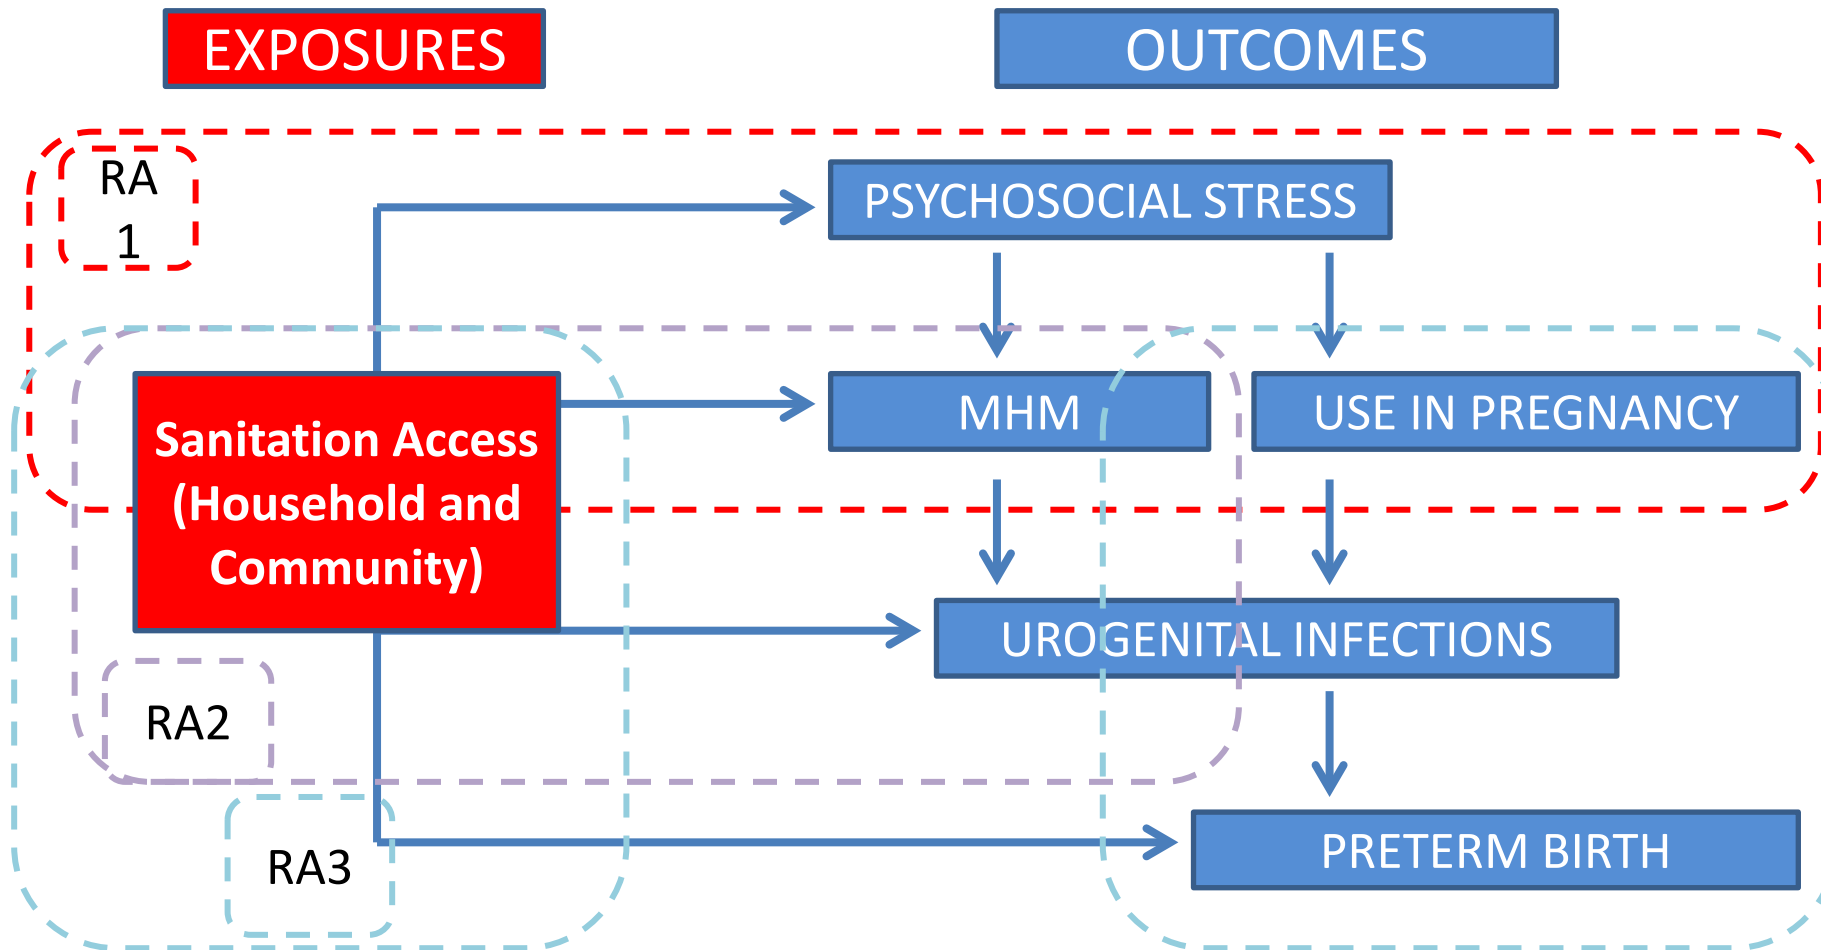 EXPOSURES
OUTCOMES
RA
1
PSYCHOSOCIAL STRESS
MHM
USE IN PREGNANCY
Sanitation Access
(Household and
Community)
UROGENITAL INFECTIONS
RA2
RA3
PRETERM BIRTH